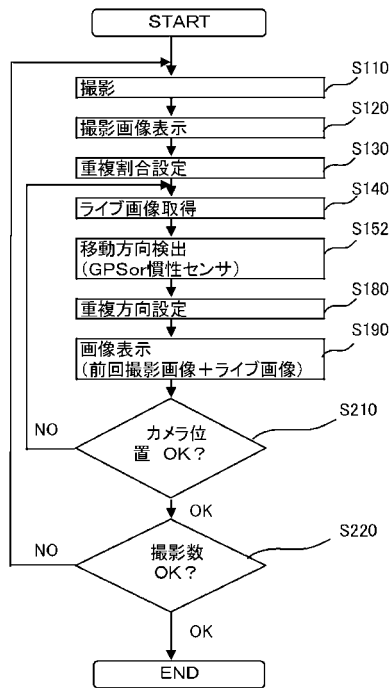 START
S110
撮影
S120
撮影画像表示
S130
重複割合設定
S140
ライブ画像取得
S152
移動方向検出
(GPSor慣性センサ)
S180
重複方向設定
S190
画像表示
(前回撮影画像+ライブ画像)
S210
NO
カメラ位
置 OK?
OK
S220
NO
撮影数
OK?
OK
END